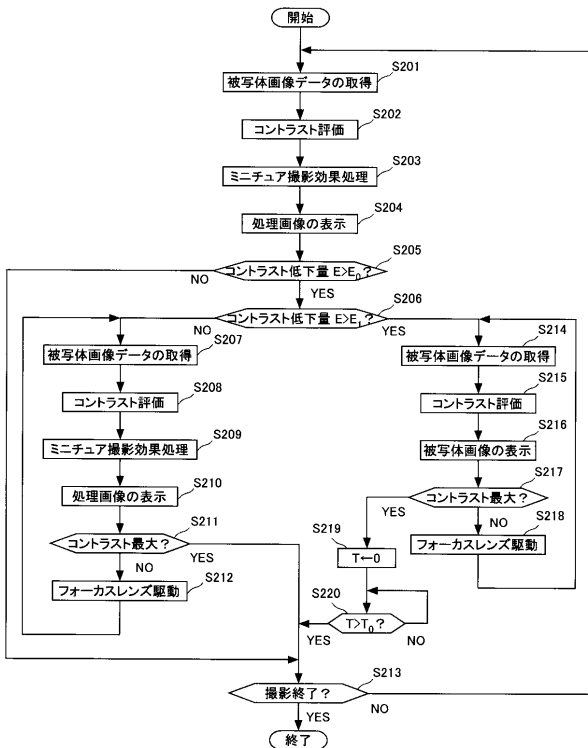 開始
S201
被写体画像データの取得
S202
コントラスト評価
S203
ミニチュア撮影効果処理
S204
処理画像の表示
S205
コントラスト低下量 E>E0?
NO
YES
S206
コントラスト低下量 E>E1?
NO
YES
S207
被写体画像データの取得
S208
コントラスト評価
S209
ミニチュア撮影効果処理
S210
処理画像の表示
S211
コントラスト最大?
YES
NO
S212
フォーカスレンズ駆動
S214
被写体画像データの取得
S215
コントラスト評価
S216
被写体画像の表示
S217
コントラスト最大?
YES
NO
S218
フォーカスレンズ駆動
S219
T←0
S220
T>T0?
YES
NO
S213
撮影終了?
NO
YES
終了